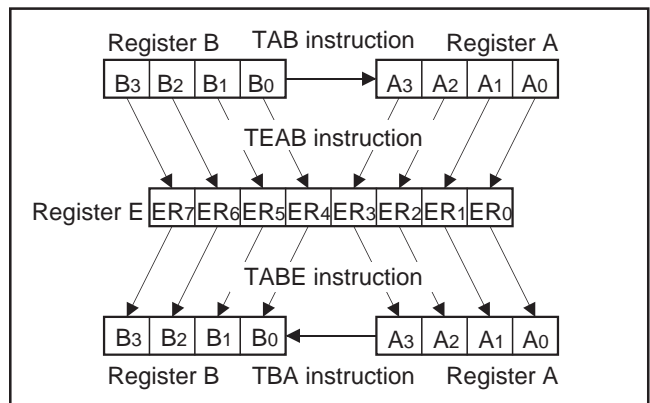 Register B TAB instruction Register A
B3 B2 B1 B0 A3 A2 A1 A0
TEAB instruction
Register E ER7 ER6 ER5 ER4 ER3 ER2 ER1 ER0
TABE instruction
B3 B2 B1 B0 A3 A2 A1 A0
Register B TBA instruction Register A